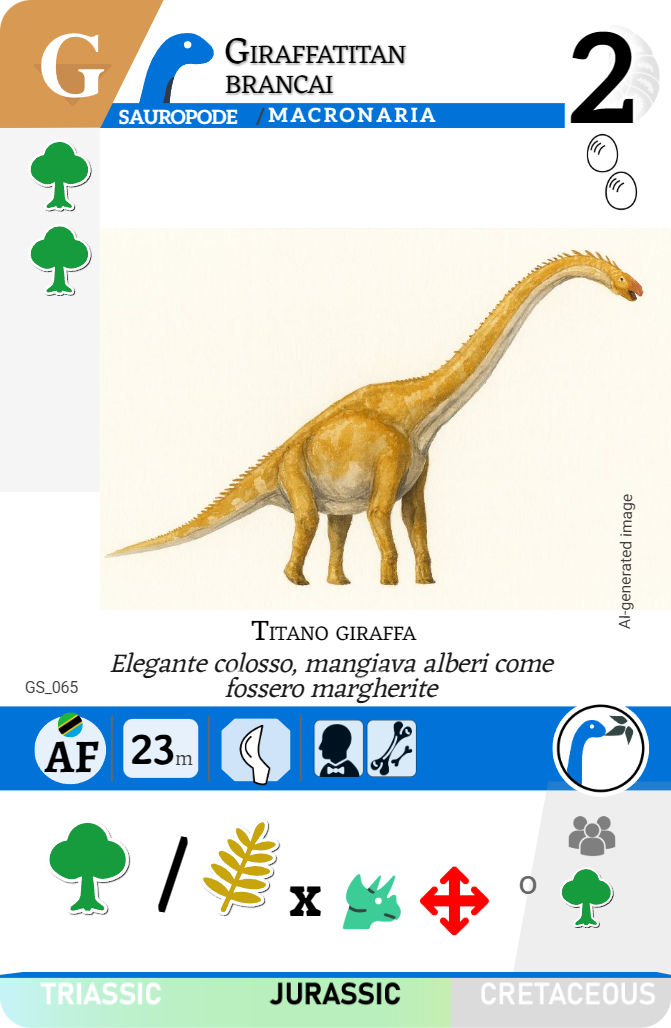 G
GIRAFFATITAN
BRANCAI
2
SAUROPODE / MACRONARIA
AI-generated image
TITANO GIRAFFA
Elegante colosso, mangiava alberi come
fossero margherite
GS_065
AF
23m
/
x
o
TRIASSIC
JURASSIC
CRETACEOUS